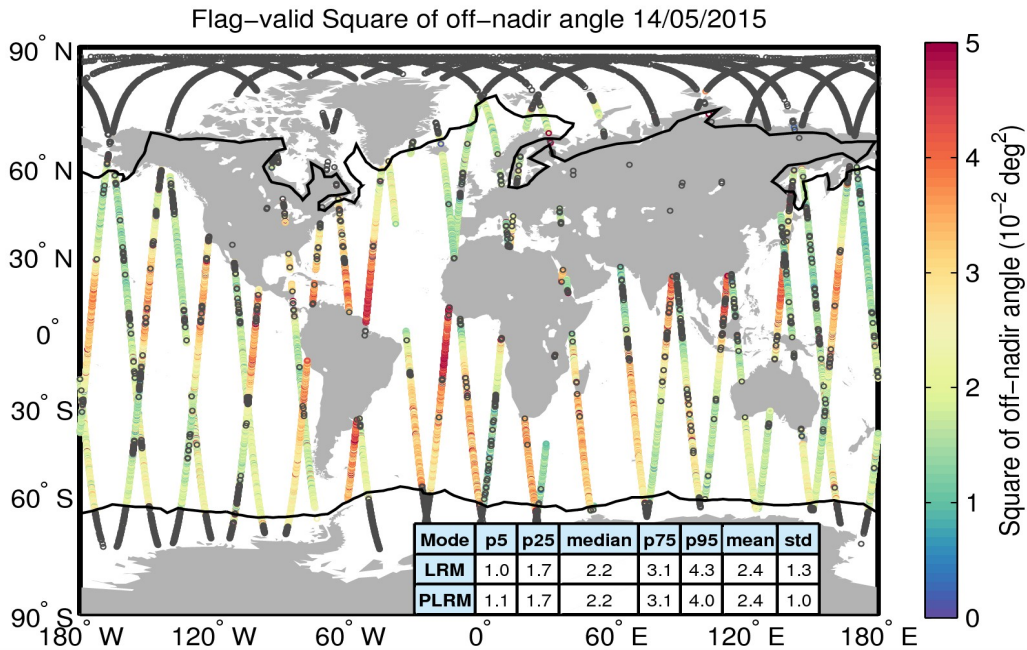 Flag-valid Square of off-nadir angle 14/05/2015
90° N
60° N
30° N
0°
30° S
60° S
90° S
180° W
120° W
60° W
0°
60° E
120° E
180° E
Mode p5 p25 median p75 p95 mean std
LRM 1.0 1.7 2.2 3.1 4.3 2.4 1.3
PLRM 1.1 1.7 2.2 3.1 4.0 2.4 1.0
5
4
3
2
1
0
Square of off-nadir angle (10⁻² deg²)